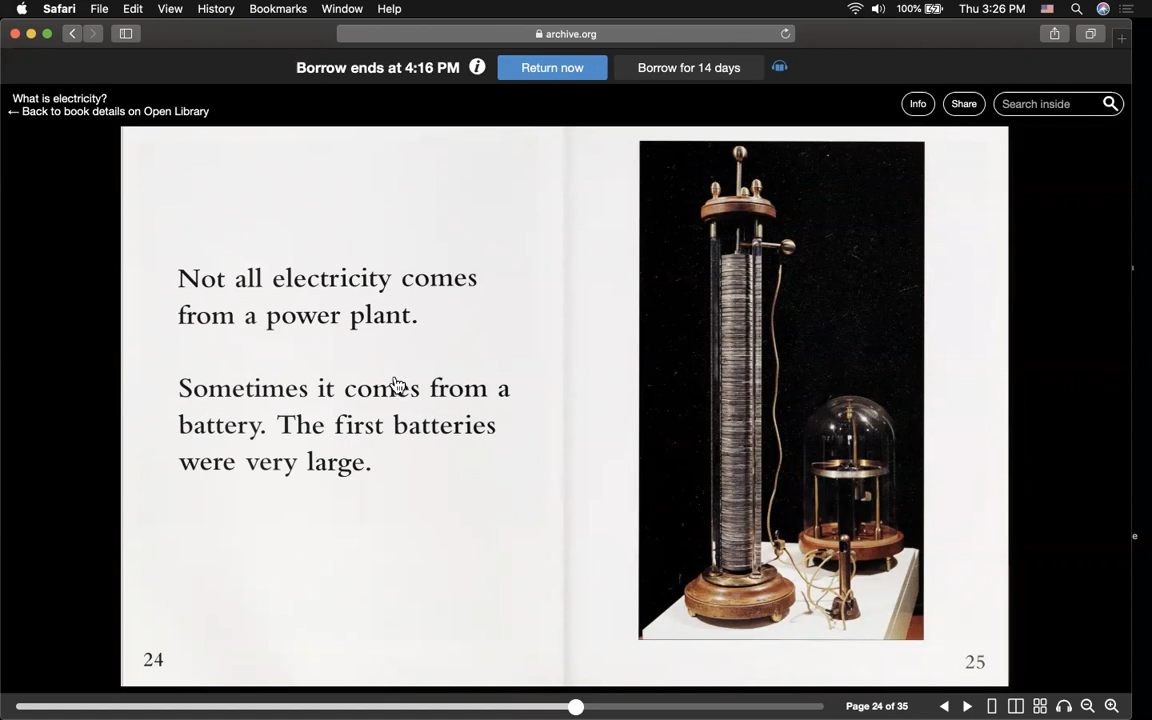 Safari File Edit View History Bookmarks Window Help 100% Thu 3:26 PM
archive.org
Borrow ends at 4:16 PM i Return now Borrow for 14 days
What is electricity?
← Back to book details on Open Library
Info Share Search inside
Not all electricity comes
from a power plant.
Sometimes it comes from a
battery. The first batteries
were very large.
24
25
Page 24 of 35
e